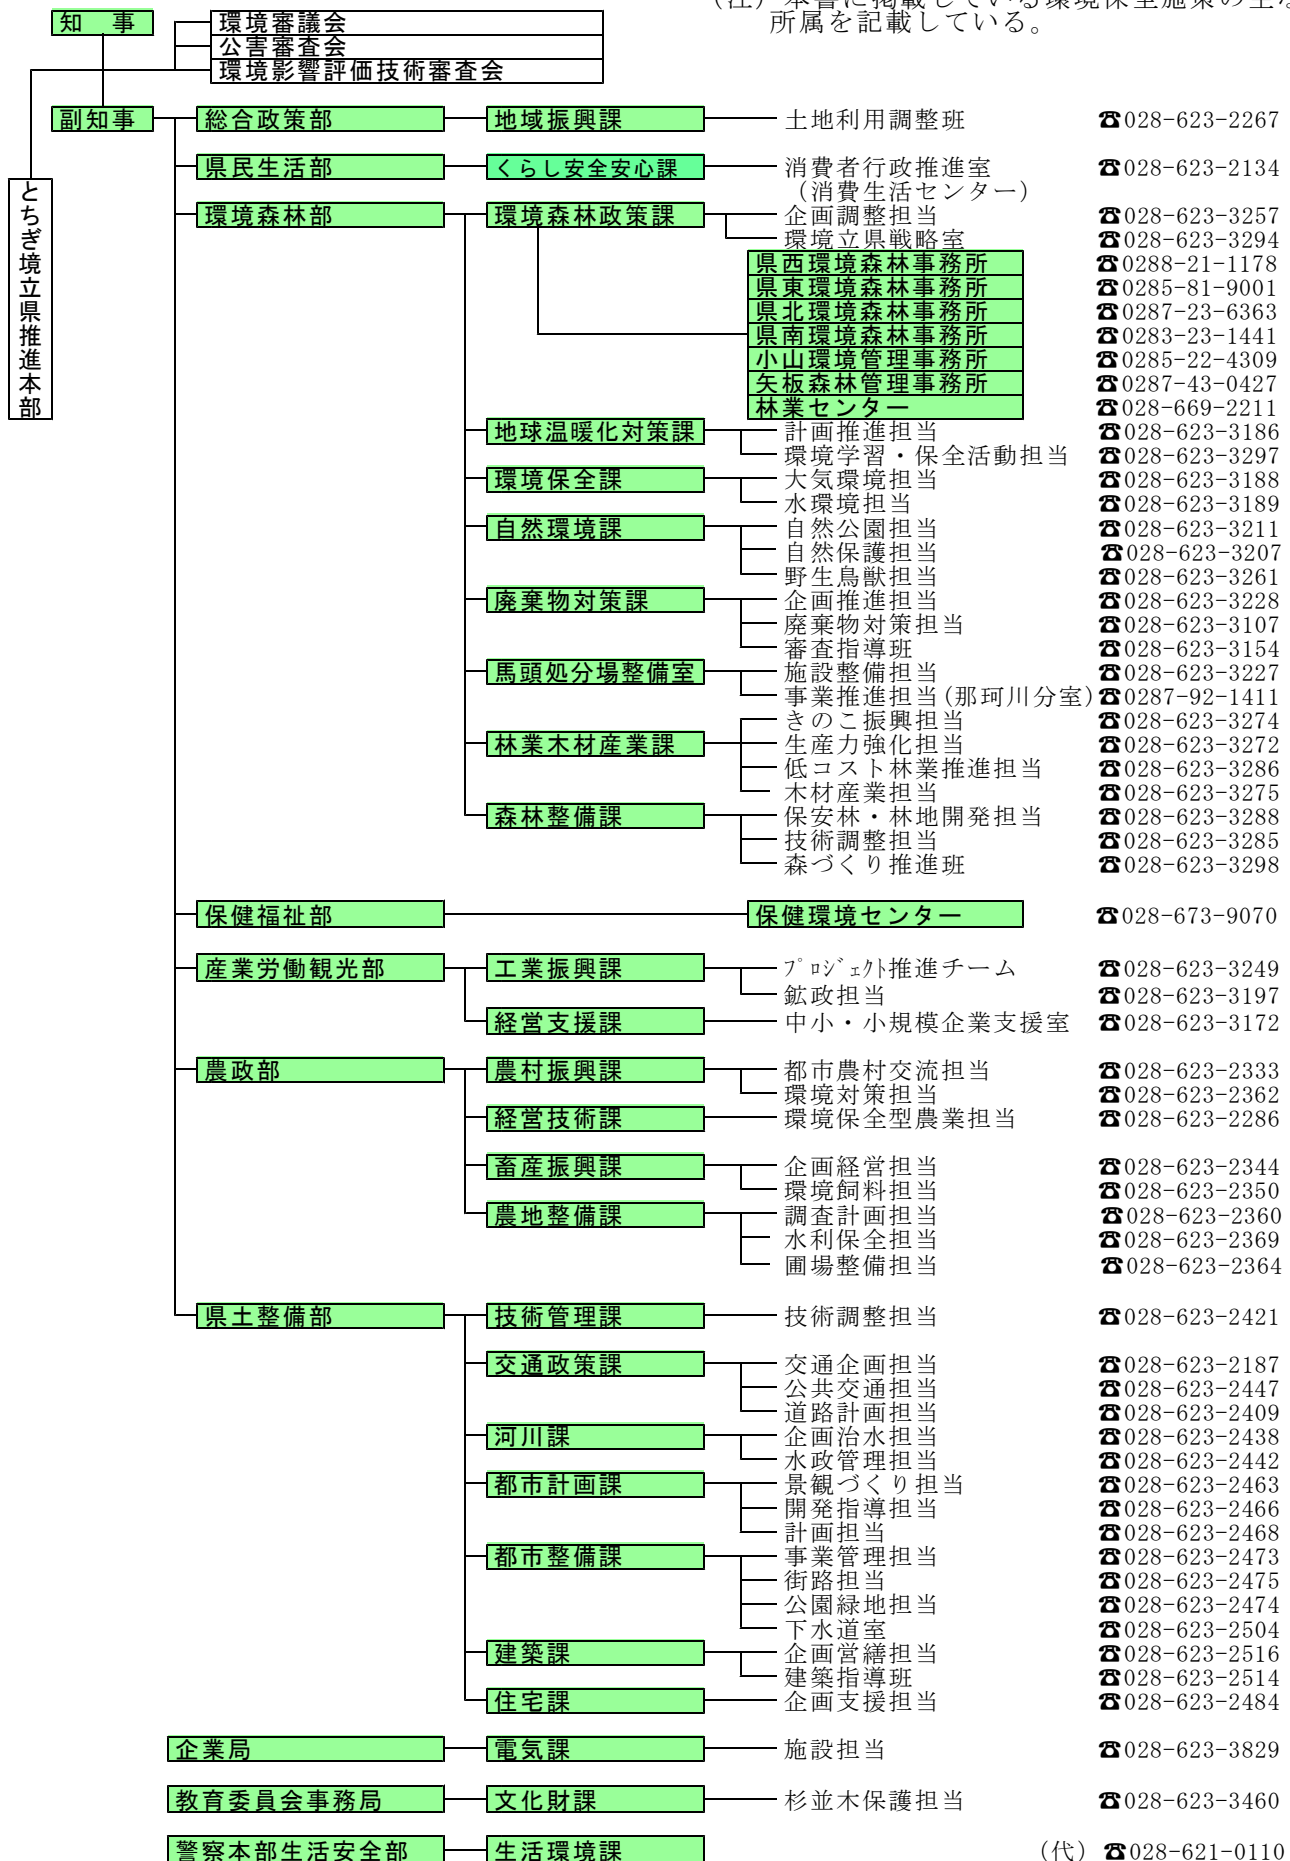 (注) 本書に掲載している環境保全施策の主な
所属を記載している。
知 事
環境審議会
公害審査会
環境影響評価技術審査会
副知事 総合政策部 地域振興課 土地利用調整班 ☎028-623-2267
県民生活部 くらし安全安心課 消費者行政推進室 ☎028-623-2134
(消費生活センター)
環境森林部 環境森林政策課 企画調整担当 ☎028-623-3257
環境立県戦略室 ☎028-623-3294
とちぎ境立県推進本部
県西環境森林事務所 ☎0288-21-1178
県東環境森林事務所 ☎0285-81-9001
県北環境森林事務所 ☎0287-23-6363
県南環境森林事務所 ☎0283-23-1441
小山環境管理事務所 ☎0285-22-4309
矢板森林管理事務所 ☎0287-43-0427
林業センター ☎028-669-2211
地球温暖化対策課 計画推進担当 ☎028-623-3186
環境学習・保全活動担当 ☎028-623-3297
環境保全課 大気環境担当 ☎028-623-3188
水環境担当 ☎028-623-3189
自然環境課 自然公園担当 ☎028-623-3211
自然保護担当 ☎028-623-3207
野生鳥獣担当 ☎028-623-3261
廃棄物対策課 企画推進担当 ☎028-623-3228
廃棄物対策担当 ☎028-623-3107
審査指導班 ☎028-623-3154
馬頭処分場整備室 施設整備担当 ☎028-623-3227
事業推進担当(那珂川分室) ☎0287-92-1411
きのこ振興担当 ☎028-623-3274
林業木材産業課 生産力強化担当 ☎028-623-3272
低コスト林業推進担当 ☎028-623-3286
木材産業担当 ☎028-623-3275
森林整備課 保安林・林地開発担当 ☎028-623-3288
技術調整担当 ☎028-623-3285
森づくり推進班 ☎028-623-3298
保健福祉部 保健環境センター ☎028-673-9070
産業労働観光部 工業振興課 ﾌﾟﾛｼﾞｪｸﾄ推進チーム ☎028-623-3249
鉱政担当 ☎028-623-3197
経営支援課 中小・小規模企業支援室 ☎028-623-3172
農政部 農村振興課 都市農村交流担当 ☎028-623-2333
環境対策担当 ☎028-623-2362
経営技術課 環境保全型農業担当 ☎028-623-2286
畜産振興課 企画経営担当 ☎028-623-2344
環境飼料担当 ☎028-623-2350
農地整備課 調査計画担当 ☎028-623-2360
水利保全担当 ☎028-623-2369
圃場整備担当 ☎028-623-2364
県土整備部 技術管理課 技術調整担当 ☎028-623-2421
交通政策課 交通企画担当 ☎028-623-2187
公共交通担当 ☎028-623-2447
道路計画担当 ☎028-623-2409
河川課 企画治水担当 ☎028-623-2438
水政管理担当 ☎028-623-2442
都市計画課 景観づくり担当 ☎028-623-2463
開発指導担当 ☎028-623-2466
計画担当 ☎028-623-2468
都市整備課 事業管理担当 ☎028-623-2473
街路担当 ☎028-623-2475
公園緑地担当 ☎028-623-2474
下水道室 ☎028-623-2504
建築課 企画営繕担当 ☎028-623-2516
建築指導班 ☎028-623-2514
住宅課 企画支援担当 ☎028-623-2484
企業局 電気課 施設担当 ☎028-623-3829
教育委員会事務局 文化財課 杉並木保護担当 ☎028-623-3460
警察本部生活安全部 生活環境課 (代) ☎028-621-0110